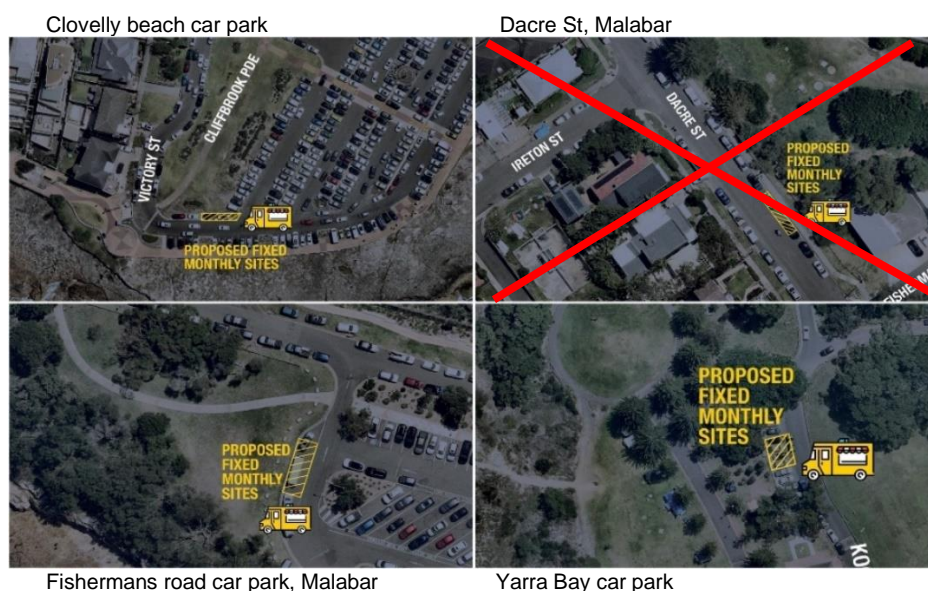 Clovelly beach car park
Dacre St, Malabar
CLIFFBROOK PDE
VICTORY ST
PROPOSED FIXED
MONTHLY SITES
DACRE ST
IRETON ST
PROPOSED
FIXED
MONTHLY
SITES
PROPOSED
FIXED
MONTHLY
SITES
PROPOSED
FIXED
MONTHLY
SITES
Fishermans road car park, Malabar
Yarra Bay car park